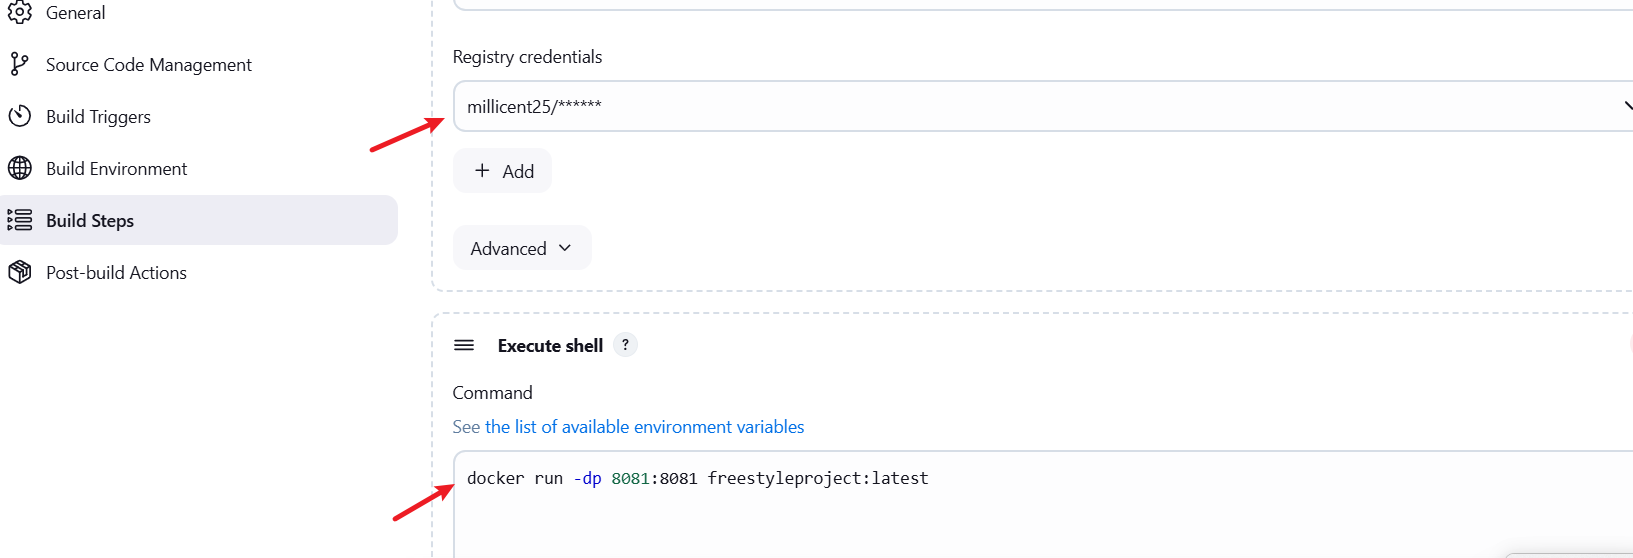 General
Source Code Management
Build Triggers
Build Environment
Build Steps
Post-build Actions
Registry credentials
millicent25/******
+ Add
Advanced
Execute shell ?
Command
See the list of available environment variables
docker run -dp 8081:8081 freestyleproject:latest